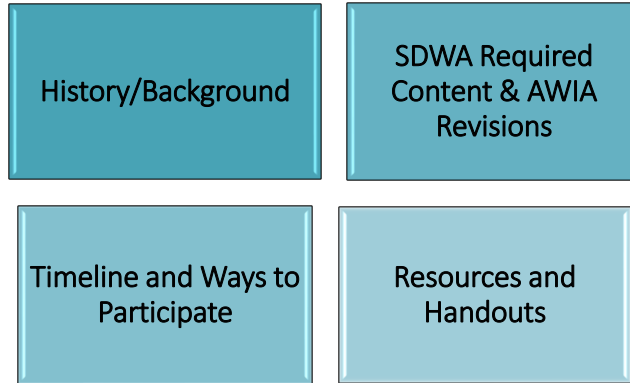 History/Background
SDWA Required
Content & AWIA
Revisions
Timeline and Ways to
Participate
Resources and
Handouts